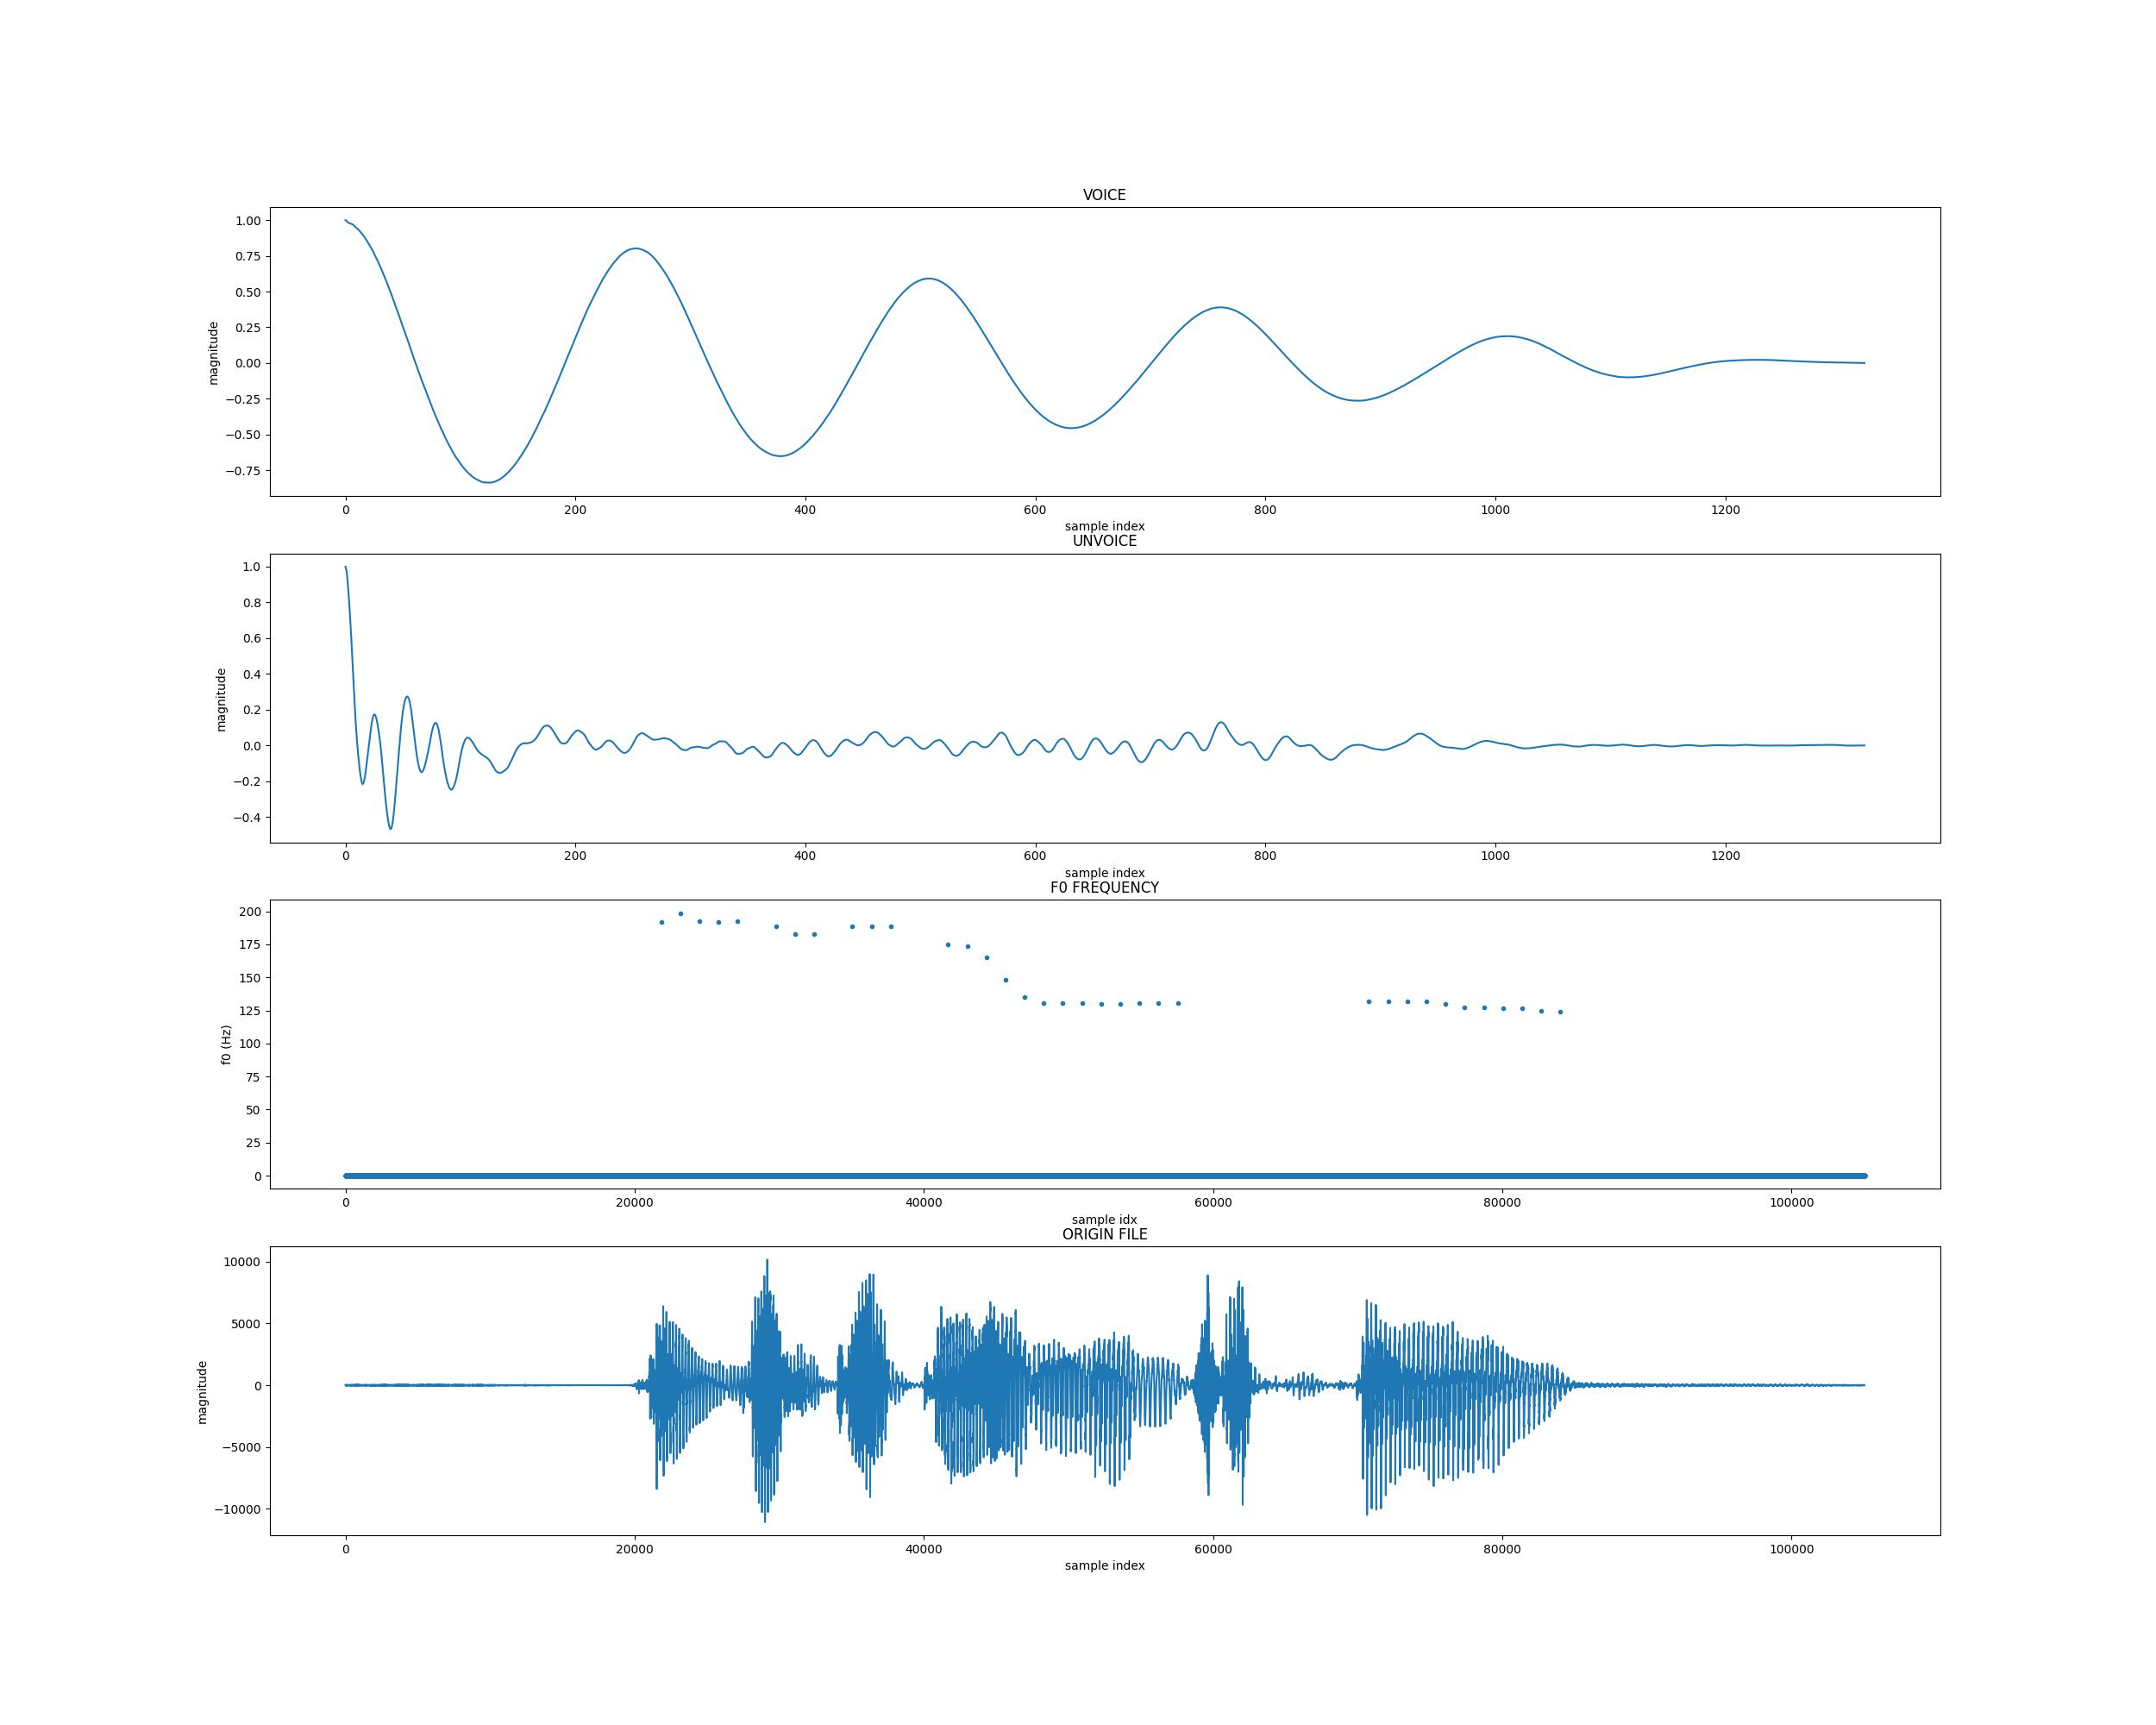 VOICE
1.00
0.75
0.50
0.25
0.00
−0.25
−0.50
−0.75
magnitude
0 200 400 600 800 1000 1200
sample index
UNVOICE
1.0
0.8
0.6
0.4
0.2
0.0
−0.2
−0.4
magnitude
0 200 400 600 800 1000 1200
sample index
F0 FREQUENCY
200
175
150
125
100
75
50
25
0
f0 (Hz)
0 20000 40000 60000 80000 100000
sample idx
ORIGIN FILE
10000
5000
0
−5000
−10000
magnitude
0 20000 40000 60000 80000 100000
sample index